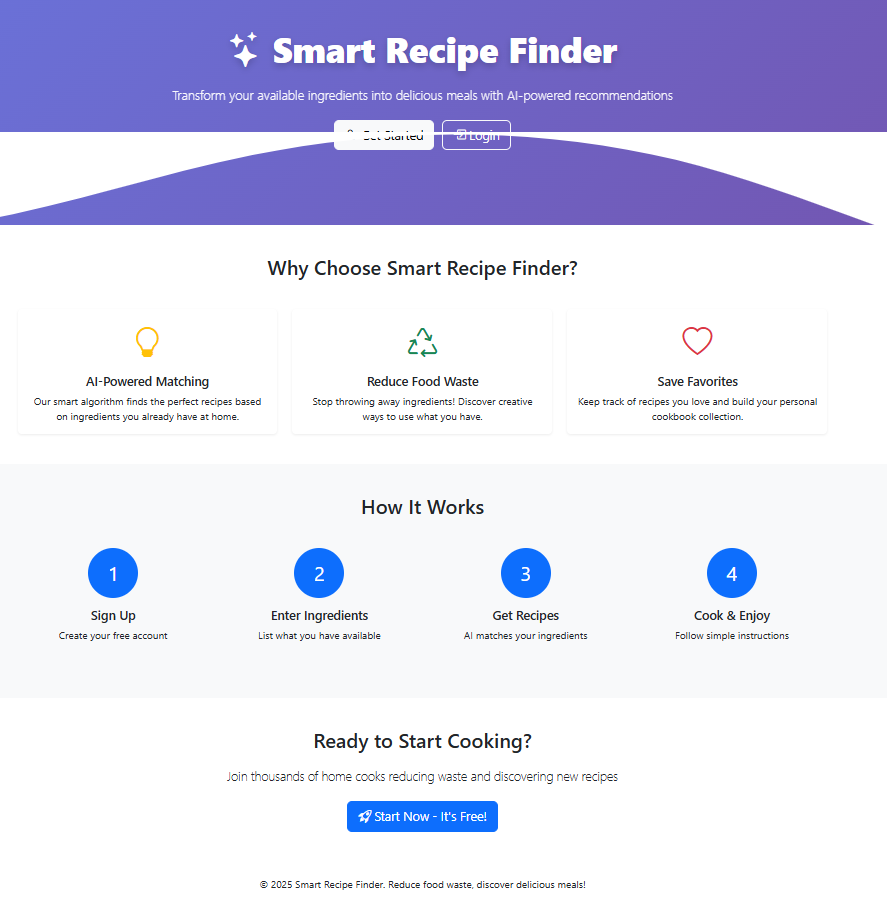 Smart Recipe Finder
Transform your available ingredients into delicious meals with AI-powered recommendations
Get Started
Login
Why Choose Smart Recipe Finder?
AI-Powered Matching
Our smart algorithm finds the perfect recipes based
on ingredients you already have at home.
Reduce Food Waste
Stop throwing away ingredients! Discover creative
ways to use what you have.
Save Favorites
Keep track of recipes you love and build your personal
cookbook collection.
How It Works
1
Sign Up
Create your free account
2
Enter Ingredients
List what you have available
3
Get Recipes
AI matches your ingredients
4
Cook & Enjoy
Follow simple instructions
Ready to Start Cooking?
Join thousands of home cooks reducing waste and discovering new recipes
Start Now - It's Free!
© 2025 Smart Recipe Finder. Reduce food waste, discover delicious meals!